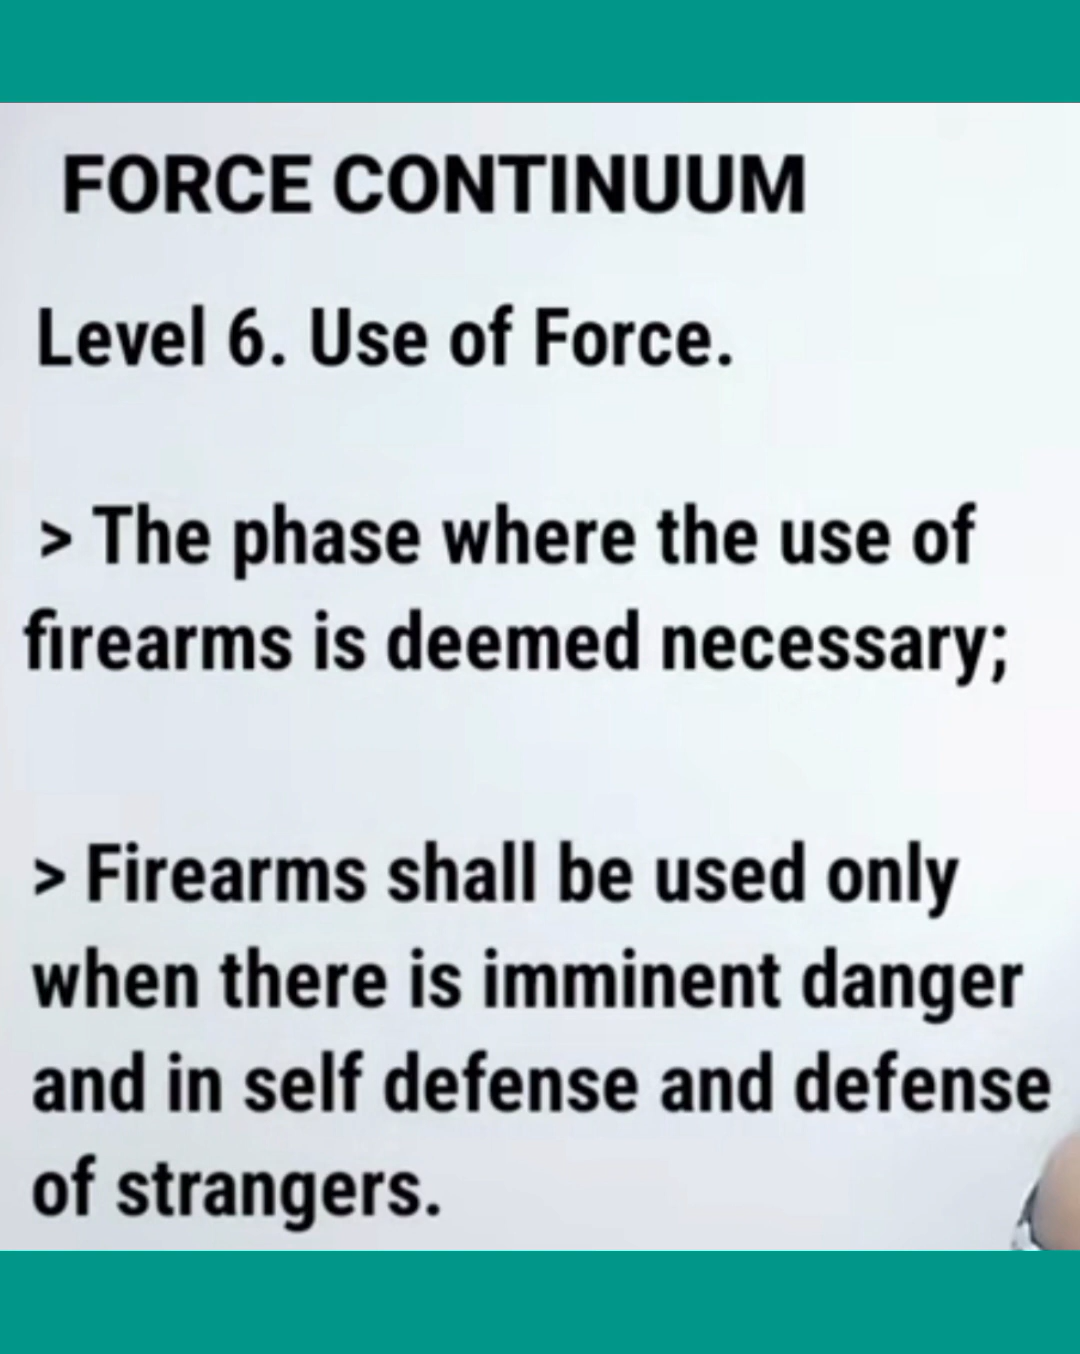 FORCE CONTINUUM
Level 6. Use of Force.
> The phase where the use of
firearms is deemed necessary;
> Firearms shall be used only
when there is imminent danger
and in self defense and defense
of strangers.